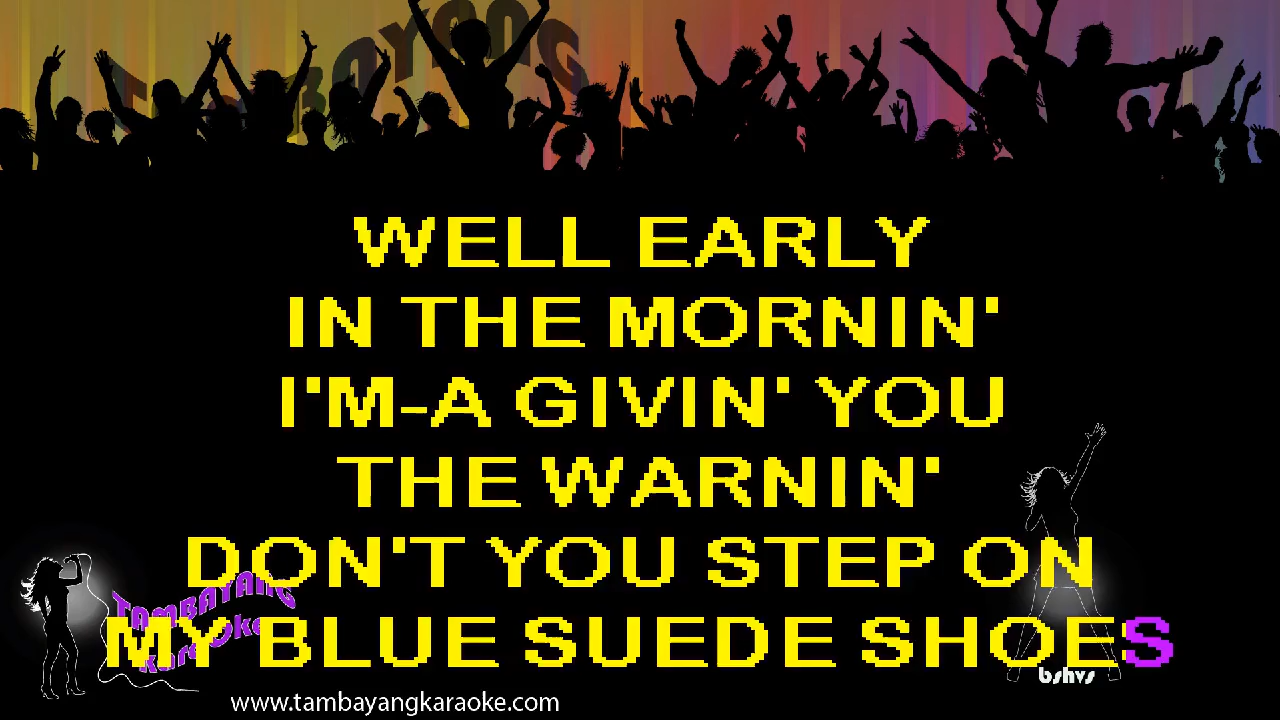 TAMBAYANG
WELL EARLY
IN THE MORNIN'
I'M-A GIVIN' YOU
THE WARNIN'
DON'T YOU STEP ON
MY BLUE SUEDE SHOES
TAMBAYANG
karaoke
bshvs
www.tambayangkaraoke.com